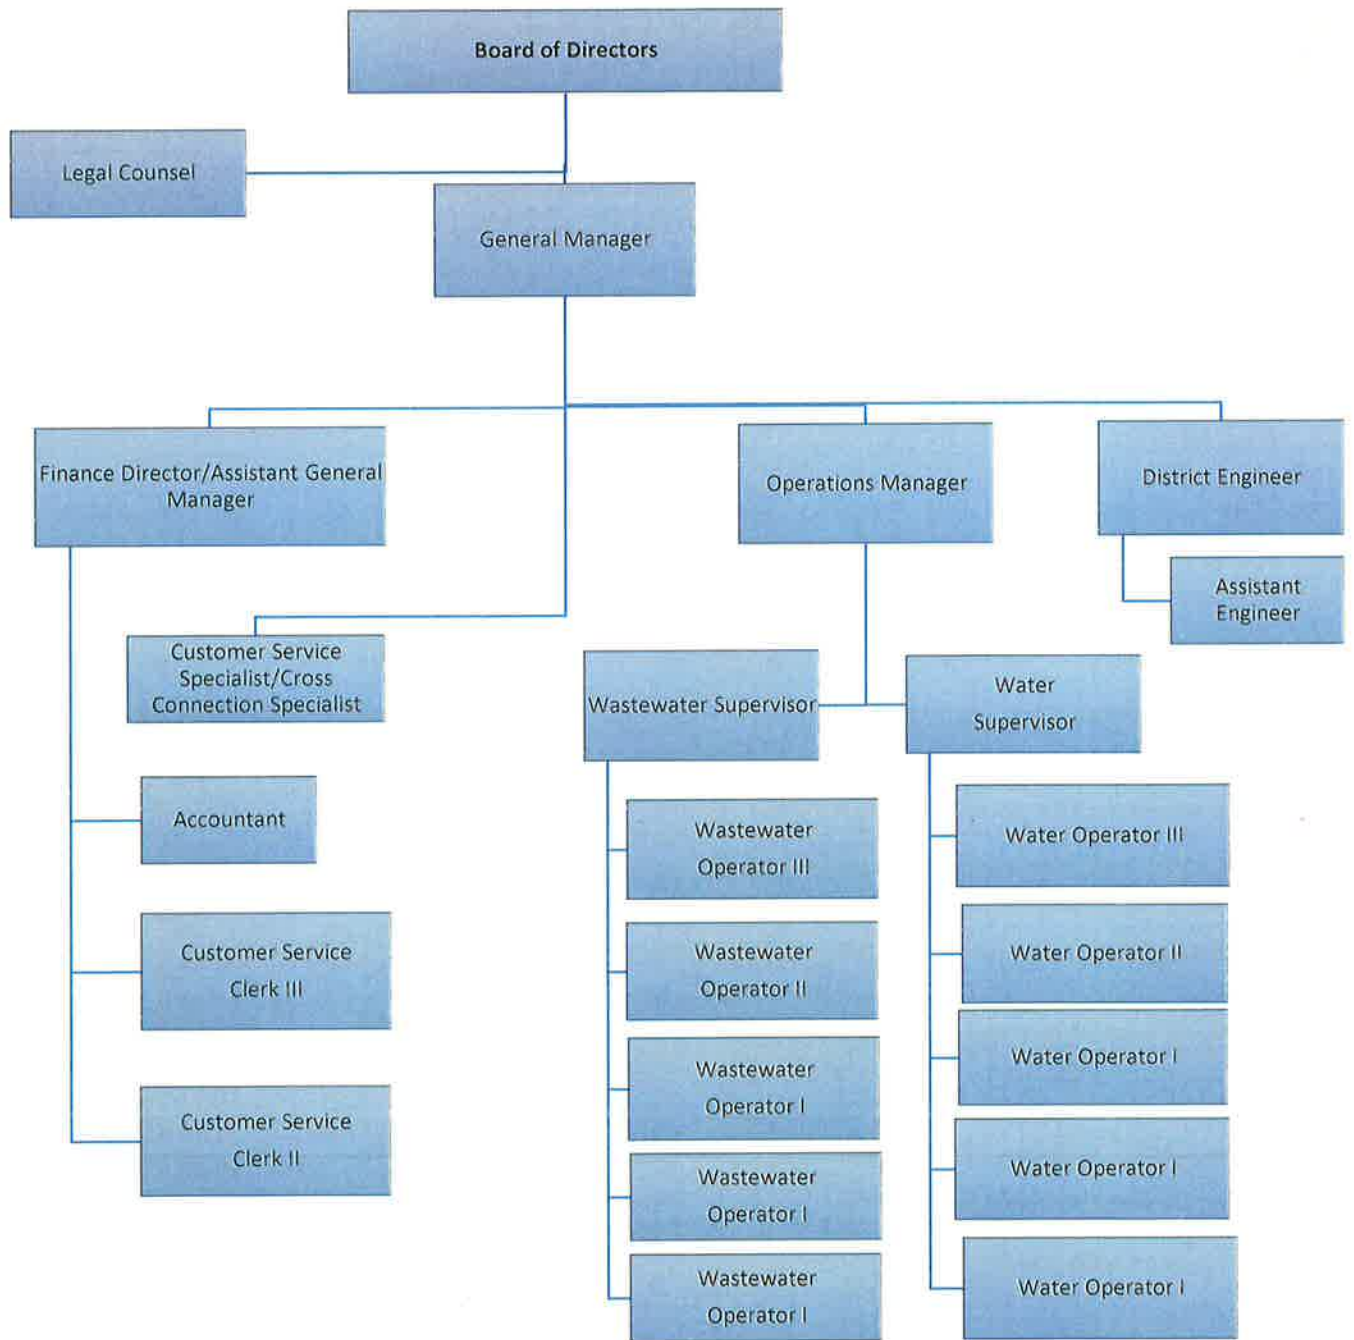 Board of Directors
Legal Counsel
General Manager
Finance Director/Assistant General
Manager
Operations Manager
District Engineer
Assistant
Engineer
Customer Service
Specialist/Cross
Connection Specialist
Wastewater Supervisor
Water
Supervisor
Accountant
Customer Service
Clerk III
Customer Service
Clerk II
Wastewater
Operator III
Wastewater
Operator II
Wastewater
Operator I
Wastewater
Operator I
Wastewater
Operator I
Water Operator III
Water Operator II
Water Operator I
Water Operator I
Water Operator I